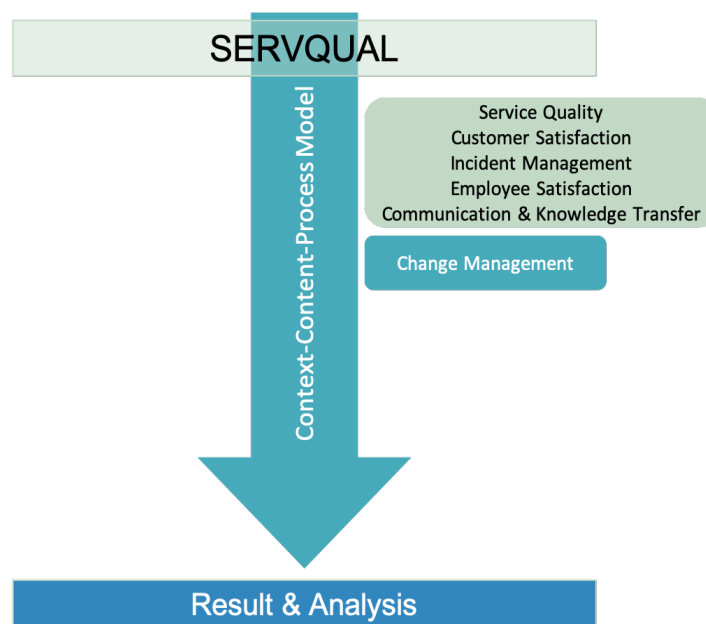 SERVQUAL
Context-Content-Process Model
Service Quality
Customer Satisfaction
Incident Management
Employee Satisfaction
Communication & Knowledge Transfer
Change Management
Result & Analysis